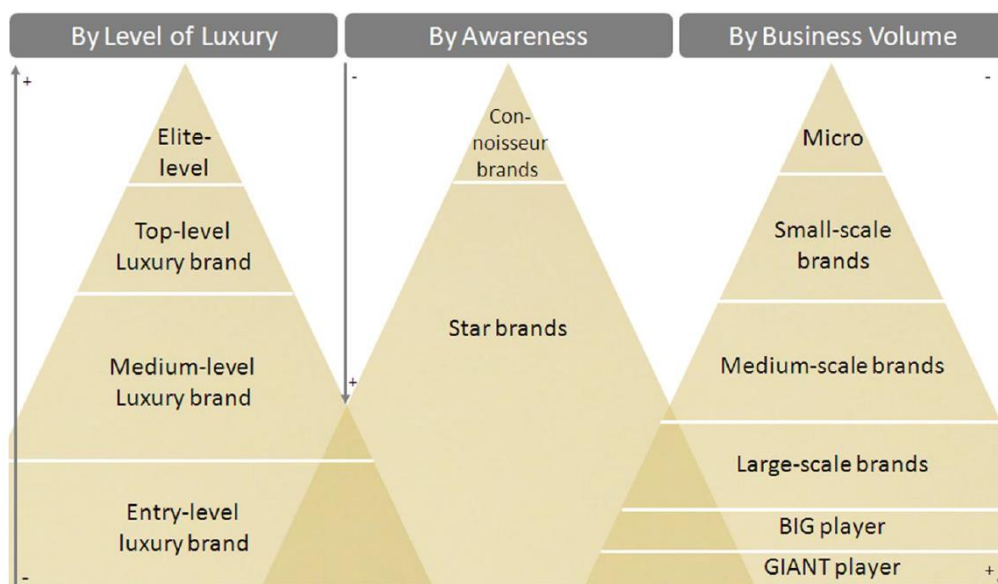 By Level of Luxury
By Awareness
By Business Volume
+
-
-
Elite-
level
Con-
noisseur
brands
Micro
Top-level
Luxury brand
Small-scale
brands
Star brands
Medium-level
Luxury brand
Medium-scale brands
+
Large-scale brands
Entry-level
luxury brand
BIG player
GIANT player
-
+